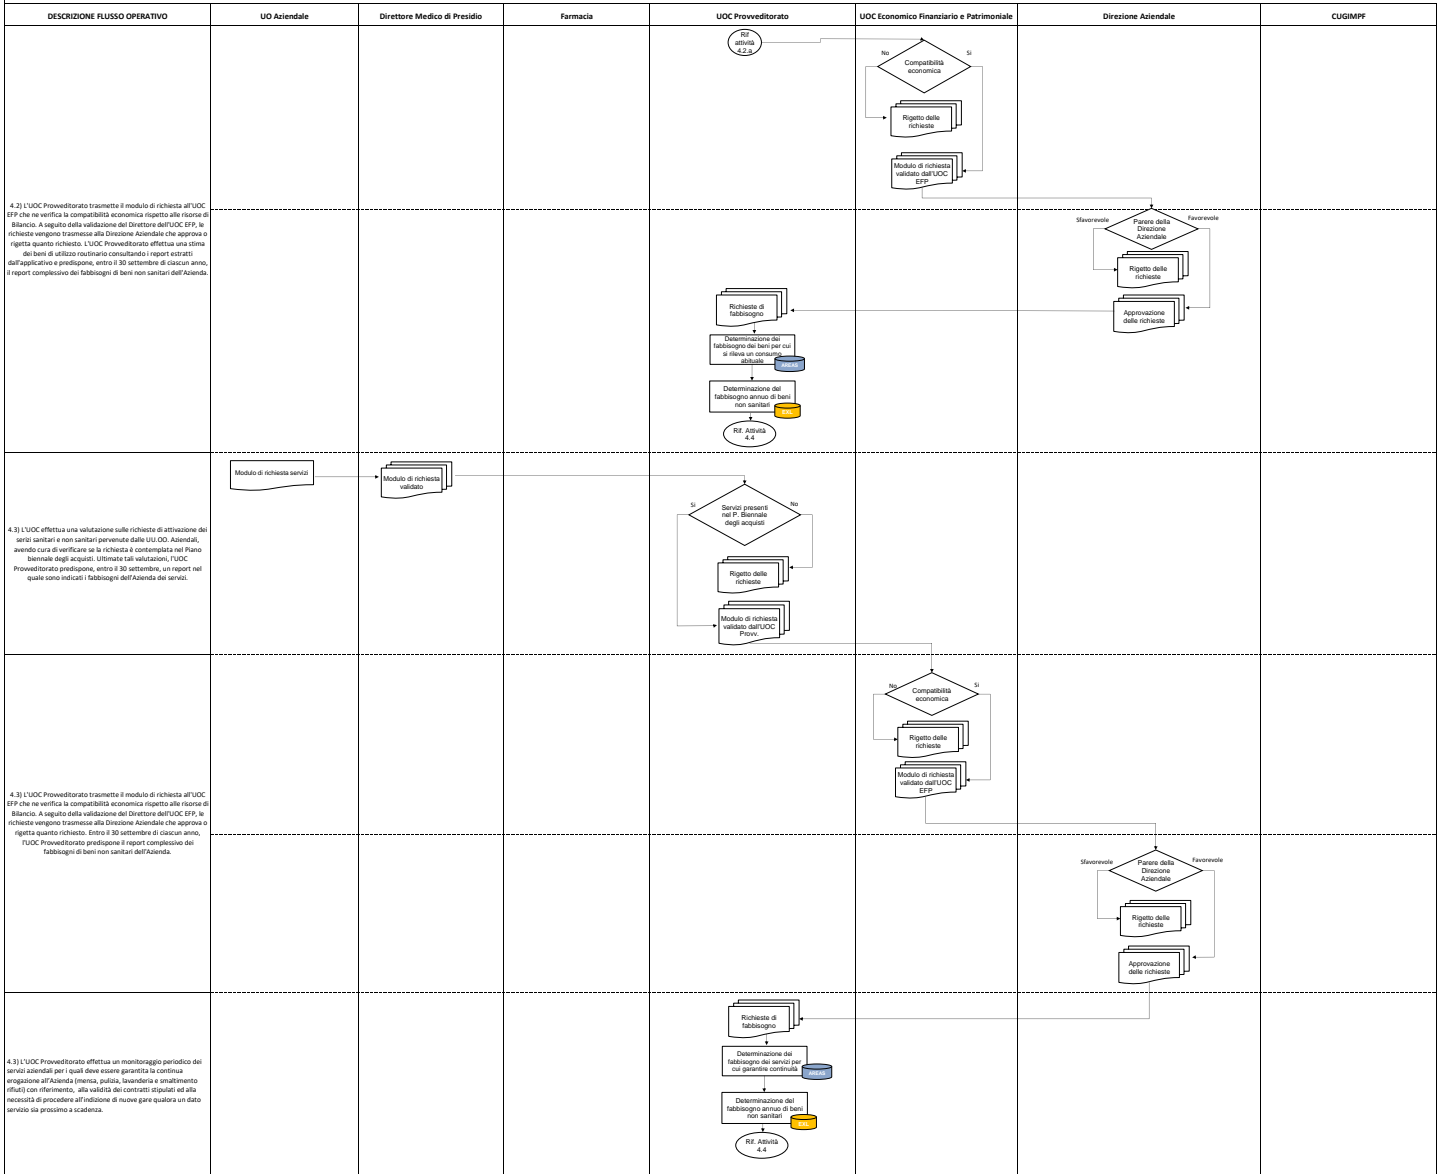 DESCRIZIONE FLUSSO OPERATIVO
UO Aziendale
Direttore Medico di Presidio
Farmacia
UOC Provveditorato
UOC Economico Finanziario e Patrimoniale
Direzione Aziendale
CUGIMPF
4.2) L'UOC Provveditorato trasmette il modulo di richiesta all'UOC
EFP che ne verifica la compatibilità economica rispetto alle risorse di
Bilancio. A seguito della validazione del Direttore dell'UOC EFP, le
richieste vengono trasmesse alla Direzione Aziendale che approva o
rigetta quanto richiesto. L'UOC Provveditorato effettua una stima
dei beni di utilizzo routinario consultando i report estratti
dall'applicativo e predispone, entro il 30 settembre di ciascun anno,
il report complessivo dei fabbisogni di beni non sanitari dell'Azienda.
Rif
attività
4.2.a
No
Si
Compatibilità
economica
Rigetto delle
richieste
Modulo di richiesta
validato dall'UOC
EFP
Sfavorevole
Favorevole
Parere della
Direzione
Aziendale
Rigetto delle
richieste
Approvazione
delle richieste
Richieste di
fabbisogno
Determinazione dei
fabbisogno dei beni per cui
si rileva un consumo
abituale
AREAS
Determinazione del
fabbisogno annuo di beni
non sanitari
EXL
Rif. Attività
4.4
4.3) L'UOC effettua una valutazione sulle richieste di attivazione dei
serizi sanitari e non sanitari pervenute dalle UU.OO. Aziendali,
avendo cura di verificare se la richiesta è contemplata nel Piano
biennale degli acquisti. Ultimate tali valutazioni, l'UOC
Provveditorato predispone, entro il 30 settembre, un report nel
quale sono indicati i fabbisogni dell'Azienda dei servizi.
Modulo di richiesta servizi
Modulo di richiesta
validato
Si
No
Servizi presenti
nel P. Biennale
degli acquisti
Rigetto delle
richieste
Modulo di richiesta
validato dall'UOC
Provv.
4.3) L'UOC Provveditorato trasmette il modulo di richiesta all'UOC
EFP che ne verifica la compatibilità economica rispetto alle risorse di
Bilancio. A seguito della validazione del Direttore dell'UOC EFP, le
richieste vengono trasmesse alla Direzione Aziendale che approva o
rigetta quanto richiesto. Entro il 30 settembre di ciascun anno,
l'UOC Provveditorato predispone il report complessivo dei
fabbisogni di beni non sanitari dell'Azienda.
No
Si
Compatibilità
economica
Rigetto delle
richieste
Modulo di richiesta
validato dall'UOC
EFP
Sfavorevole
Favorevole
Parere della
Direzione
Aziendale
Rigetto delle
richieste
Approvazione
delle richieste
4.3) L'UOC Provveditorato effettua un monitoraggio periodico dei
servizi aziendali per i quali deve essere garantita la continua
erogazione all'Azienda (mensa, pulizia, lavanderia e smaltimento
rifiuti) con riferimento, alla validità dei contratti stipulati ed alla
necessità di procedere all'indizione di nuove gare qualora un dato
servizio sia prossimo a scadenza.
Richieste di
fabbisogno
Determinazione dei
fabbisogno dei servizi per
cui garantire continuità
AREAS
Determinazione del
fabbisogno annuo di beni
non sanitari
EXL
Rif. Attività
4.4